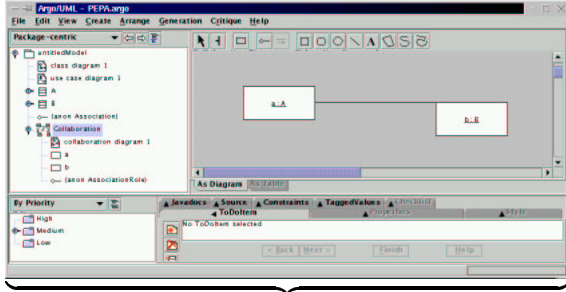 Argo/UML - PEPA.argo
File Edit View Create Arrange Generation Critique Help
Package-centric
untitledModel
class diagram 1
use case diagram 1
A
B
(anon Association)
Collaboration
collaboration diagram 1
a
b
(anon AssociationRole)
a:A
b:B
As Diagram As Table
By Priority
High
Medium
Low
Javadocs Source Constraints TaggedValues Checklist
ToDoItem Properties Style
No ToDoItem selected
< Back Next > Finish Help